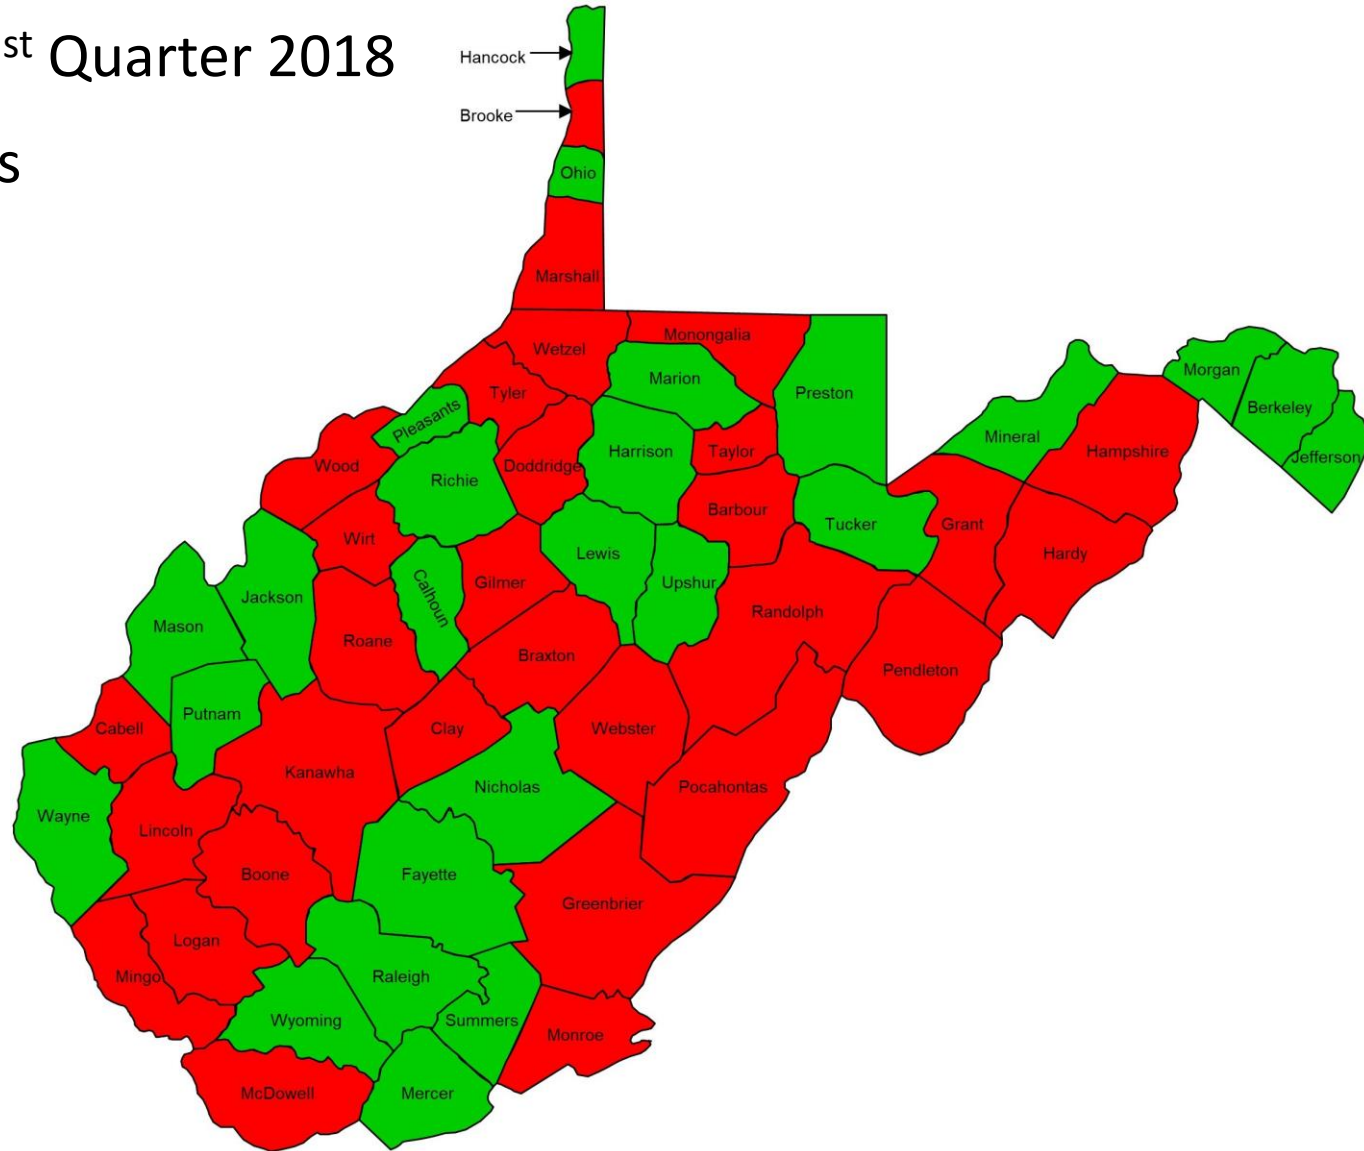 st Quarter 2018
s
Hancock
Brooke
Ohio
Marshall
Wetzel
Monongalia
Marion
Tyler
Preston
Pleasants
Morgan
Berkeley
Mineral
Hampshire
Jefferson
Wood
Richie
Doddridge
Harrison
Taylor
Barbour
Tucker
Grant
Hardy
Wirt
Lewis
Upshur
Calhoun
Gilmer
Jackson
Mason
Roane
Randolph
Braxton
Pendleton
Putnam
Cabell
Clay
Webster
Kanawha
Nicholas
Pocahontas
Wayne
Lincoln
Boone
Fayette
Greenbrier
Logan
Mingo
Raleigh
Wyoming
Summers
Monroe
McDowell
Mercer